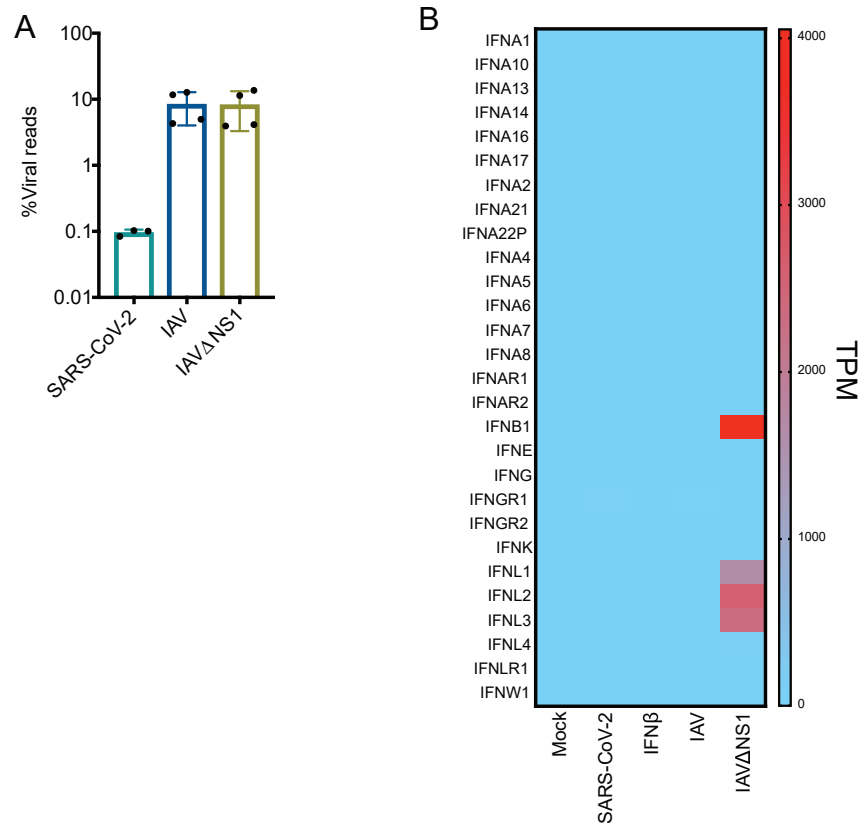 A
%Viral reads
100
10
1
0.1
0.01
SARS-CoV-2
IAV
IAVΔNS1
B
IFNA1
IFNA10
IFNA13
IFNA14
IFNA16
IFNA17
IFNA2
IFNA21
IFNA22P
IFNA4
IFNA5
IFNA6
IFNA7
IFNA8
IFNAR1
IFNAR2
IFNB1
IFNE
IFNG
IFNGR1
IFNGR2
IFNK
IFNL1
IFNL2
IFNL3
IFNL4
IFNLR1
IFNW1
Mock
SARS-CoV-2
IFNβ
IAV
IAVΔNS1
4000
3000
2000
1000
0
TPM